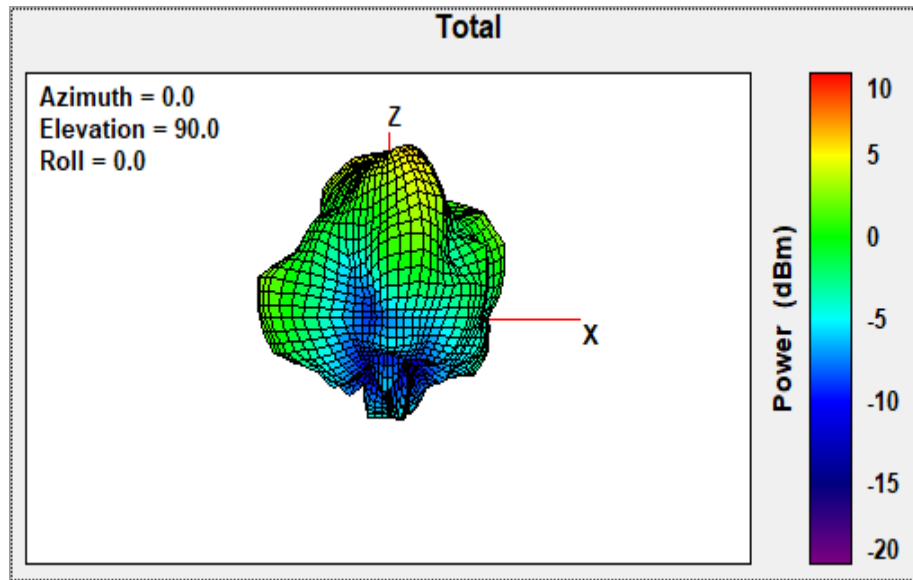 Total
Azimuth = 0.0
Elevation = 90.0
Roll = 0.0
Z
X
10
5
0
-5
-10
-15
-20
Power (dBm)